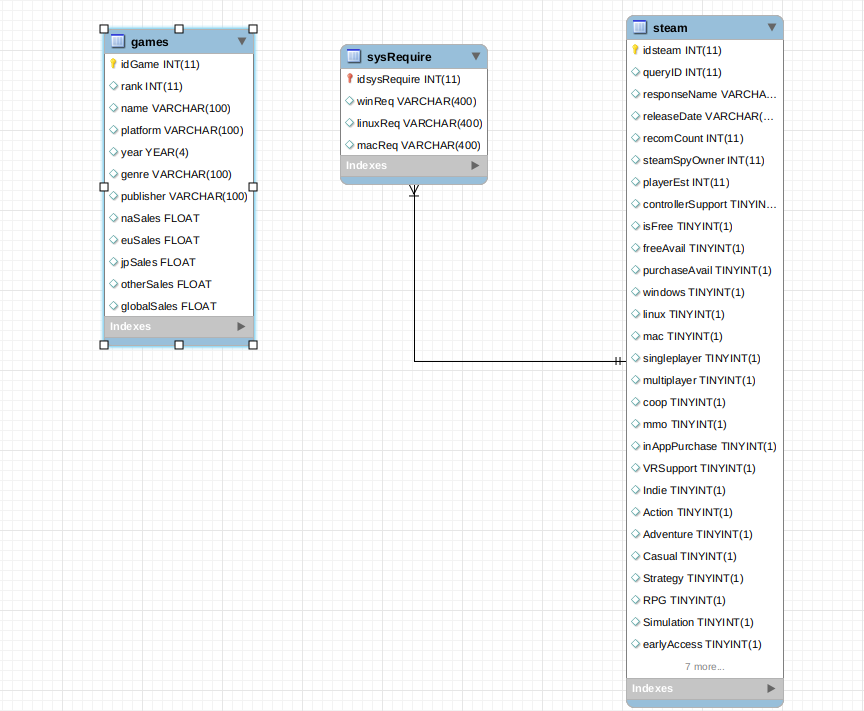 games
idGame INT(11)
rank INT(11)
name VARCHAR(100)
platform VARCHAR(100)
year YEAR(4)
genre VARCHAR(100)
publisher VARCHAR(100)
naSales FLOAT
euSales FLOAT
jpSales FLOAT
otherSales FLOAT
globalSales FLOAT
Indexes
sysRequire
idsysRequire INT(11)
winReq VARCHAR(400)
linuxReq VARCHAR(400)
macReq VARCHAR(400)
Indexes
steam
idsteam INT(11)
queryID INT(11)
responseName VARCHA...
releaseDate VARCHAR(...
recomCount INT(11)
steamSpyOwner INT(11)
playerEst INT(11)
controllerSupport TINYIN...
isFree TINYINT(1)
freeAvail TINYINT(1)
purchaseAvail TINYINT(1)
windows TINYINT(1)
linux TINYINT(1)
mac TINYINT(1)
singleplayer TINYINT(1)
multiplayer TINYINT(1)
coop TINYINT(1)
mmo TINYINT(1)
inAppPurchase TINYINT(1)
VRSupport TINYINT(1)
Indie TINYINT(1)
Action TINYINT(1)
Adventure TINYINT(1)
Casual TINYINT(1)
Strategy TINYINT(1)
RPG TINYINT(1)
Simulation TINYINT(1)
earlyAccess TINYINT(1)
7 more...
Indexes